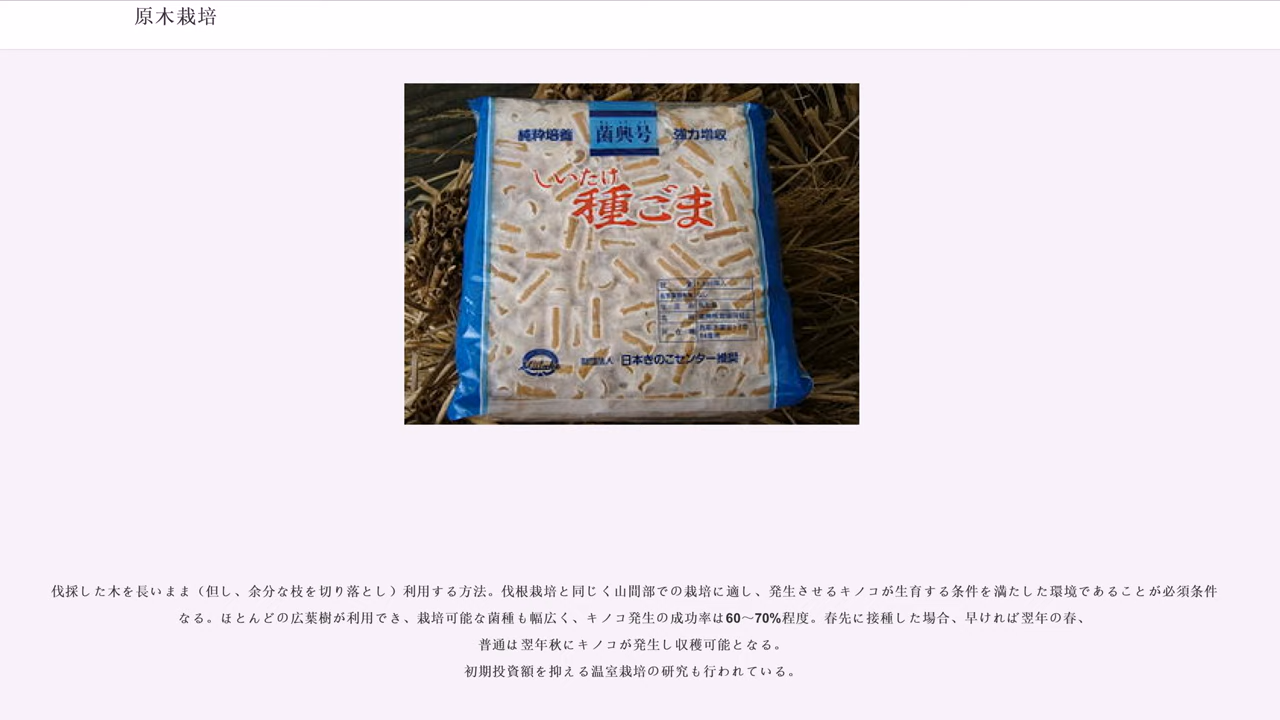 原木栽培
純粋培養 菌興号 強力増収
しいたけ
種ごま
日本きのこセンター推奨
伐採した木を長いまま（但し、余分な枝を切り落とし）利用する方法。伐根栽培と同じく山間部での栽培に適し、発生させるキノコが生育する条件を満たした環境であることが必須条件
なる。ほとんどの広葉樹が利用でき、栽培可能な菌種も幅広く、キノコ発生の成功率は60〜70%程度。春先に接種した場合、早ければ翌年の春、
普通は翌年秋にキノコが発生し収穫可能となる。
初期投資額を抑える温室栽培の研究も行われている。